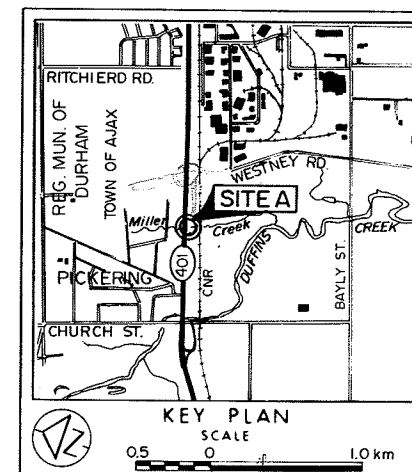 RITCHIERD RD.
REG. MUN. OF
DURHAM
TOWN OF AJAX
WESTNEY RD.
SITE A
Miller
Creek
DUFFINS
CREEK
401
CNR
BAYLY ST.
PICKERING
CHURCH ST.
Z
KEY PLAN
SCALE
0.5 0 1.0 km